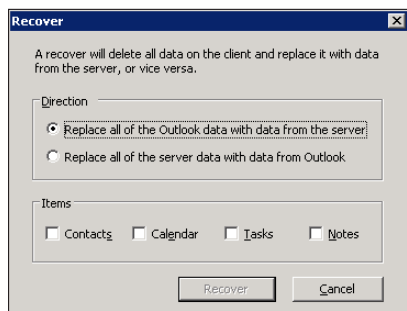 Recover
A recover will delete all data on the client and replace it with data
from the server, or vice versa.
Direction
Replace all of the Outlook data with data from the server
Replace all of the server data with data from Outlook
Items
Contacts Calendar Tasks Notes
Recover Cancel